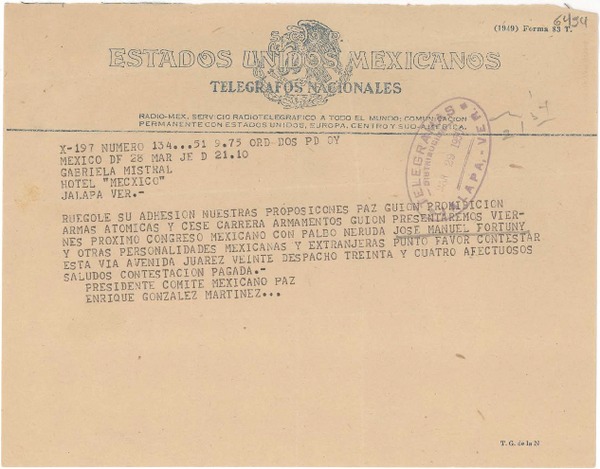 (1949) Forma 83 T.
6454
ESTADOS UNIDOS MEXICANOS
TELEGRAFOS NACIONALES
RADIO-MEX. SERVICIO RADIOTELEGRAFICO A TODO EL MUNDO; COMUNICACION
PERMANENTE CON ESTADOS UNIDOS, EUROPA, CENTRO Y SUD-AMERICA.
X-197 NUMERO 134...51 9.75 ORD-DOS PD OY
MEXICO DF 28 MAR JE D 21.10
GABRIELA MISTRAL
HOTEL "MECXICO"
JALAPA VER.-
RUEGOLE SU ADHESION NUESTRAS PROPOSICONES PAZ GUION PROHISICION
ARMAS ATOMICAS Y CESE CARRERA ARMAMENTOS GUION PRESENTAREMOS VIER-
NES PROXIMO CONGRESO MEXICANO CON PALBO NERUDA JOSE MANUEL FORTUNY
Y OTRAS PERSONALIDADES MEXICANAS Y EXTRANJERAS PUNTO FAVOR CONTESTAR
ESTA VIA AVENIDA JUAREZ VEINTE DESPACHO TREINTA Y CUATRO AFECTUOSOS
SALUDOS CONTESTACION PAGADA.-
PRESIDENTE COMITE MEXICANO PAZ
ENRIQUE GONZALEZ MARTINEZ...
TELEGRAFOS
JALAPA, VER.
T. G. de la N